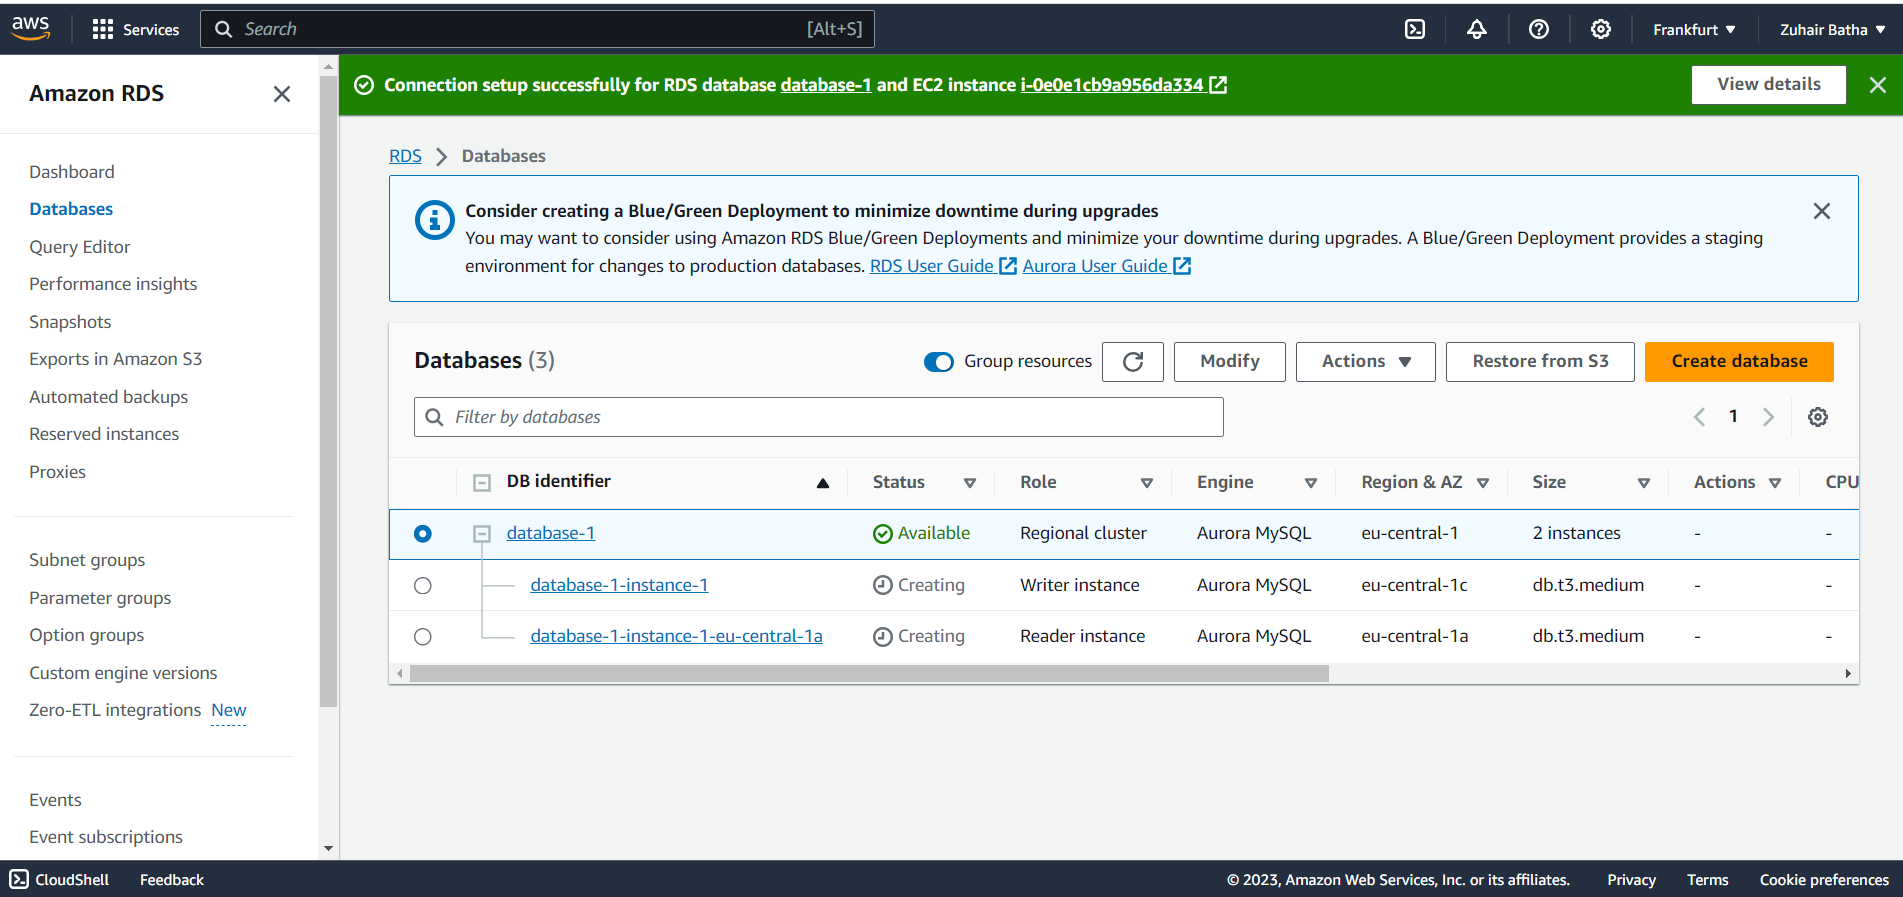 aws Services Search [Alt+S] Frankfurt Zuhair Batha
Amazon RDS
Dashboard
Databases
Query Editor
Performance insights
Snapshots
Exports in Amazon S3
Automated backups
Reserved instances
Proxies
Subnet groups
Parameter groups
Option groups
Custom engine versions
Zero-ETL integrations New
Events
Event subscriptions
Connection setup successfully for RDS database database-1 and EC2 instance i-0e0e1cb9a956da334 View details
RDS > Databases
Consider creating a Blue/Green Deployment to minimize downtime during upgrades
You may want to consider using Amazon RDS Blue/Green Deployments and minimize your downtime during upgrades. A Blue/Green Deployment provides a staging
environment for changes to production databases. RDS User Guide Aurora User Guide
Databases (3) Group resources Modify Actions Restore from S3 Create database
Filter by databases 1
DB identifier Status Role Engine Region & AZ Size Actions CPU
database-1 Available Regional cluster Aurora MySQL eu-central-1 2 instances - -
database-1-instance-1 Creating Writer instance Aurora MySQL eu-central-1c db.t3.medium - -
database-1-instance-1-eu-central-1a Creating Reader instance Aurora MySQL eu-central-1a db.t3.medium - -
CloudShell Feedback © 2023, Amazon Web Services, Inc. or its affiliates. Privacy Terms Cookie preferences